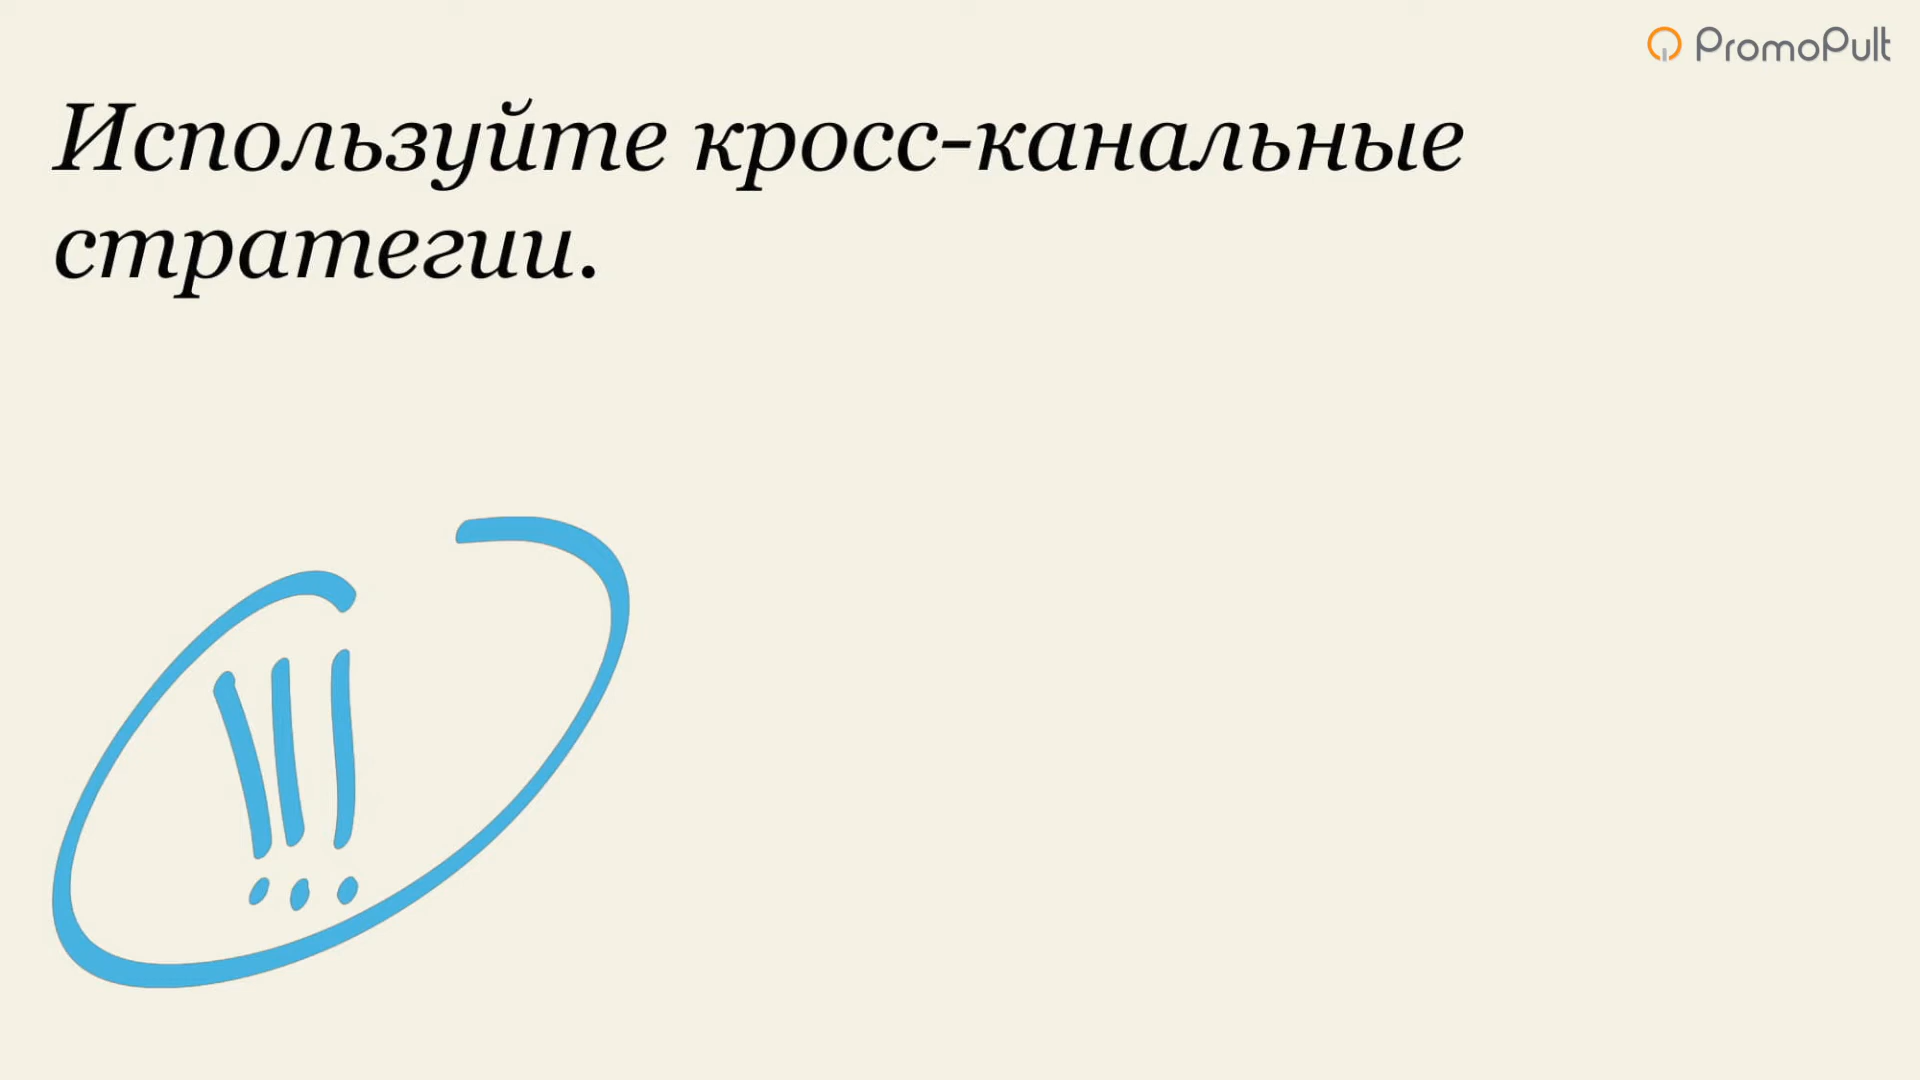 PromoPult
Используйте кросс-канальные
стратегии.
!!!